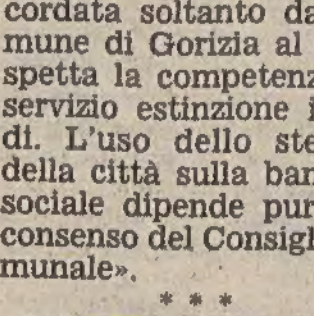 cordata soltanto da
mune di Gorizia al
spetta la competenz
servizio estinzione i
di. L'uso dello ste
della città sulla ban
sociale dipende pur
consenso del Consigl
munale».
* * *